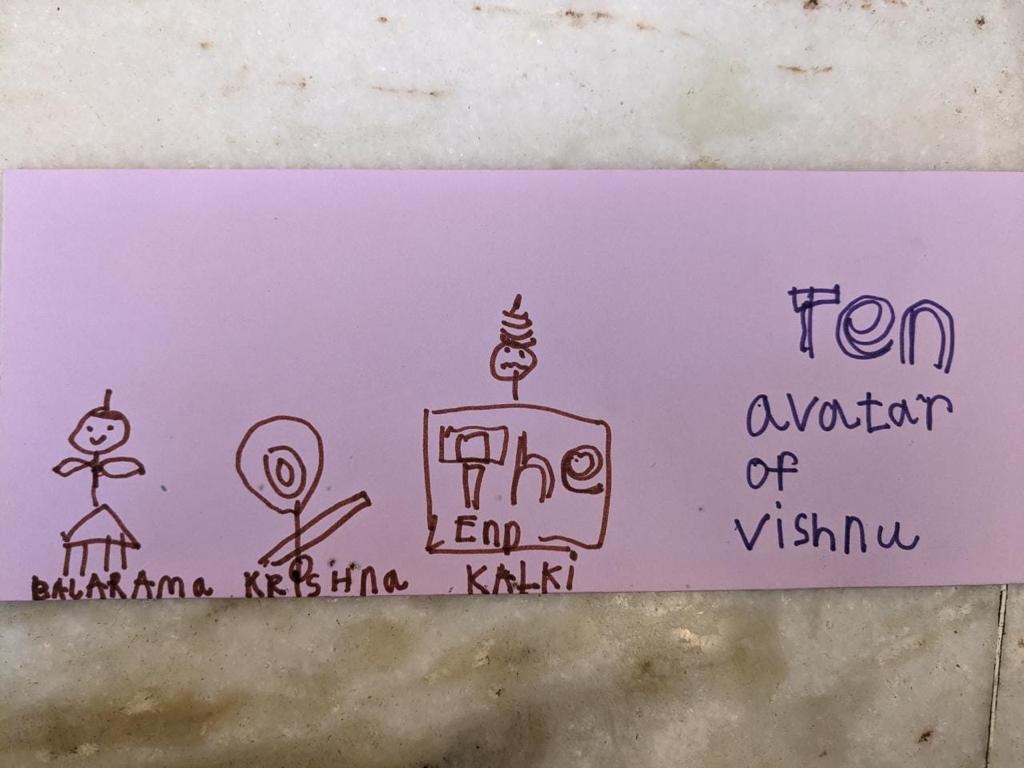 Ten
avatar
of
vishnu
The
End
BALARAMa KRiSHna KALKi